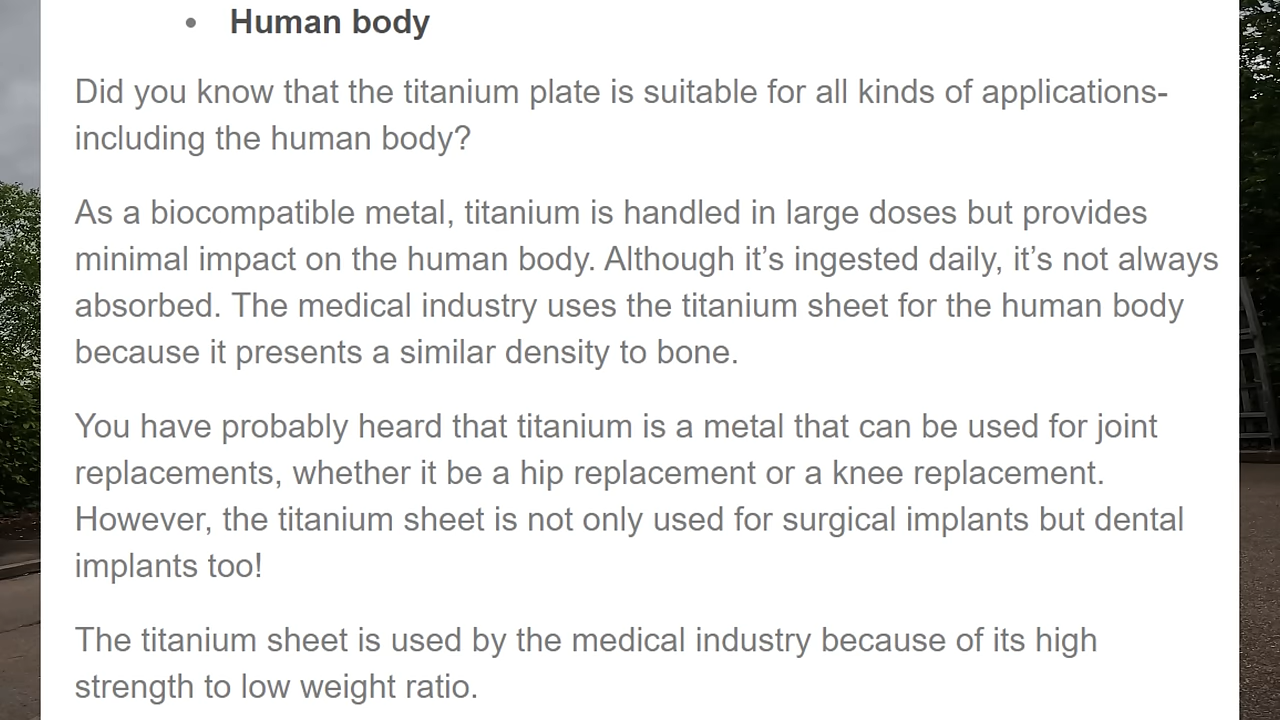 • Human body
Did you know that the titanium plate is suitable for all kinds of applications-
including the human body?
As a biocompatible metal, titanium is handled in large doses but provides
minimal impact on the human body. Although it’s ingested daily, it’s not always
absorbed. The medical industry uses the titanium sheet for the human body
because it presents a similar density to bone.
You have probably heard that titanium is a metal that can be used for joint
replacements, whether it be a hip replacement or a knee replacement.
However, the titanium sheet is not only used for surgical implants but dental
implants too!
The titanium sheet is used by the medical industry because of its high
strength to low weight ratio.